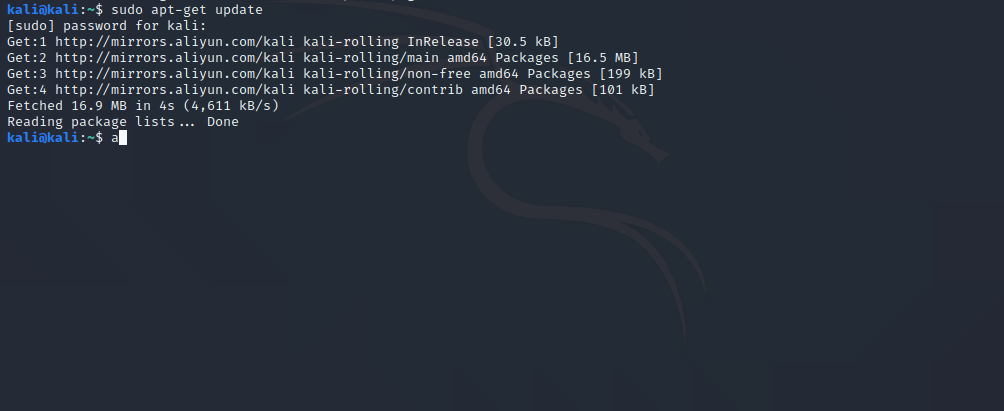 kali@kali:~$ sudo apt-get update
[sudo] password for kali:
Get:1 http://mirrors.aliyun.com/kali kali-rolling InRelease [30.5 kB]
Get:2 http://mirrors.aliyun.com/kali kali-rolling/main amd64 Packages [16.5 MB]
Get:3 http://mirrors.aliyun.com/kali kali-rolling/non-free amd64 Packages [199 kB]
Get:4 http://mirrors.aliyun.com/kali kali-rolling/contrib amd64 Packages [101 kB]
Fetched 16.9 MB in 4s (4,611 kB/s)
Reading package lists... Done
kali@kali:~$ a